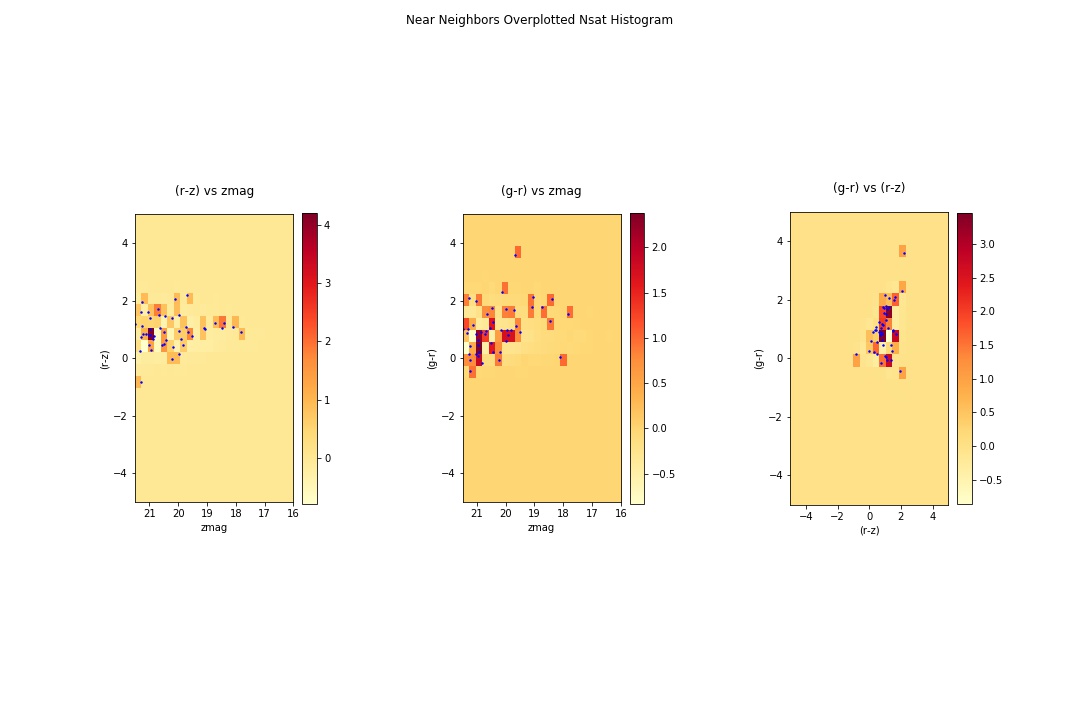 Near Neighbors Overplotted Nsat Histogram
(r-z) vs zmag
4
2
0
−2
−4
(r-z)
21 20 19 18 17 16
zmag
4
3
2
1
0
(g-r) vs zmag
4
2
0
−2
−4
(g-r)
21 20 19 18 17 16
zmag
2.0
1.5
1.0
0.5
0.0
−0.5
(g-r) vs (r-z)
4
2
0
−2
−4
(g-r)
−4 −2 0 2 4
(r-z)
3.0
2.5
2.0
1.5
1.0
0.5
0.0
−0.5